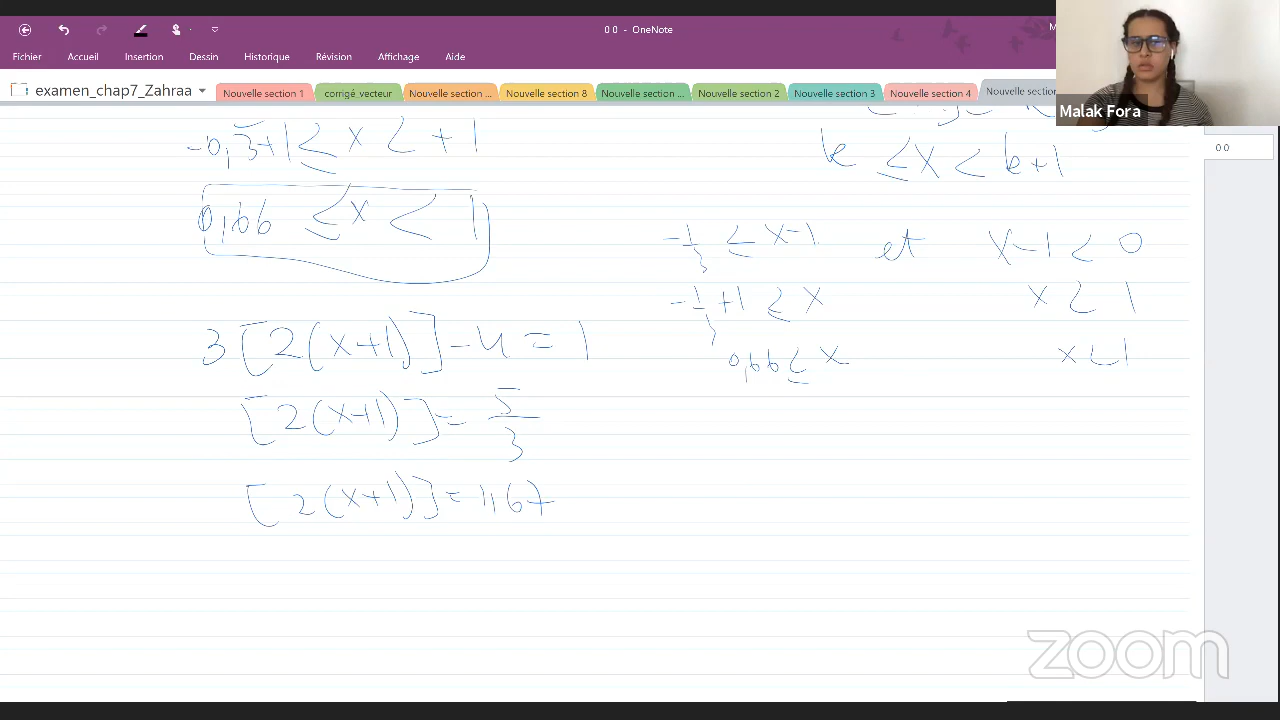 0 0 - OneNote
Fichier Accueil Insertion Dessin Historique Révision Affichage Aide
examen_chap7_Zahraa
Nouvelle section 1 corrigé_vecteur Nouvelle section ... Nouvelle section 8 Nouvelle section ... Nouvelle section 2 Nouvelle section 3 Nouvelle section 4 Nouvelle section
Malak Fora
0 0
-0,3+1 ≤ x < +1
0,66 ≤ x < 1
3[2(x+1)] - 4 = 1
[2(x+1)] = 5/3
[2(x+1)] = 1,67
k ≤ x < k+1
-1/3 ≤ x-1 et x-1 < 0
-1/3 +1 ≤ x x < 1
0,66 ≤ x x < 1
zoom